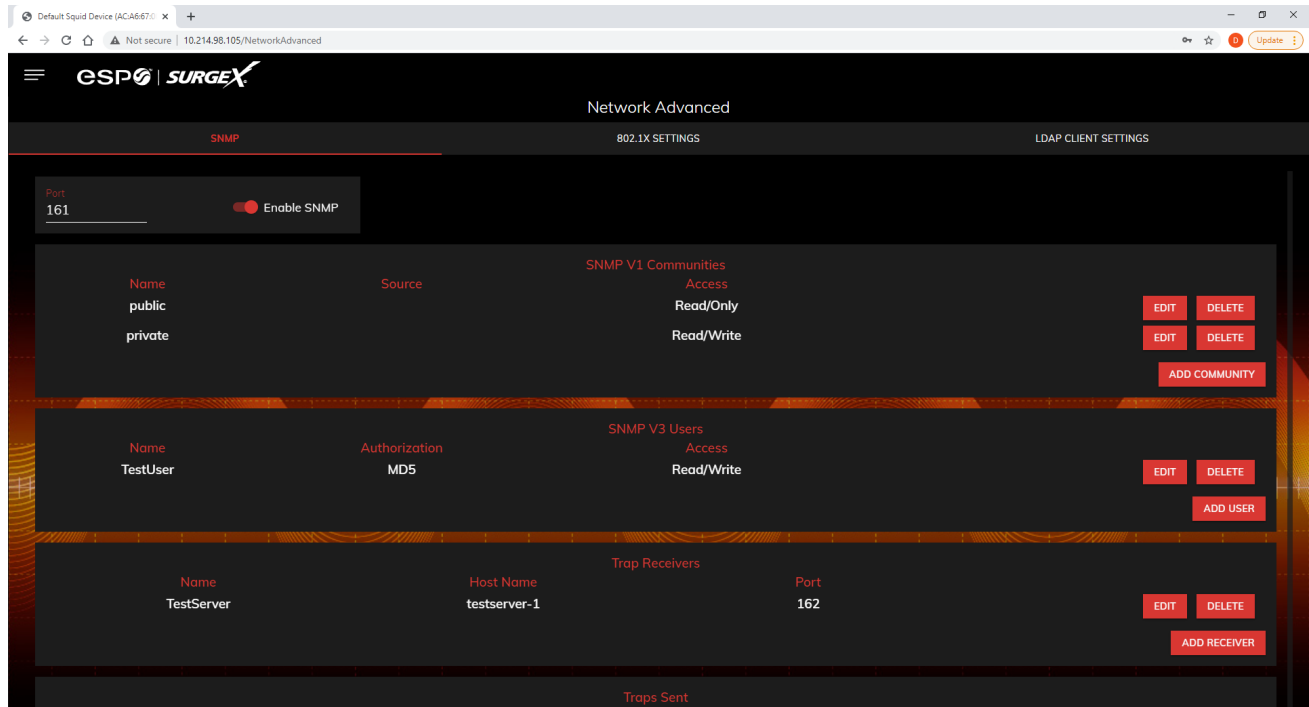 Default Squid Device (AC:A6:67:0
Not secure | 10.214.98.105/NetworkAdvanced
D Update
esp | SURGEX
Network Advanced
SNMP 802.1X SETTINGS LDAP CLIENT SETTINGS
Port
161 Enable SNMP
SNMP V1 Communities
Name Source Access
public Read/Only EDIT DELETE
private Read/Write EDIT DELETE
ADD COMMUNITY
SNMP V3 Users
Name Authorization Access
TestUser MD5 Read/Write EDIT DELETE
ADD USER
Trap Receivers
Name Host Name Port
TestServer testserver-1 162 EDIT DELETE
ADD RECEIVER
Traps Sent